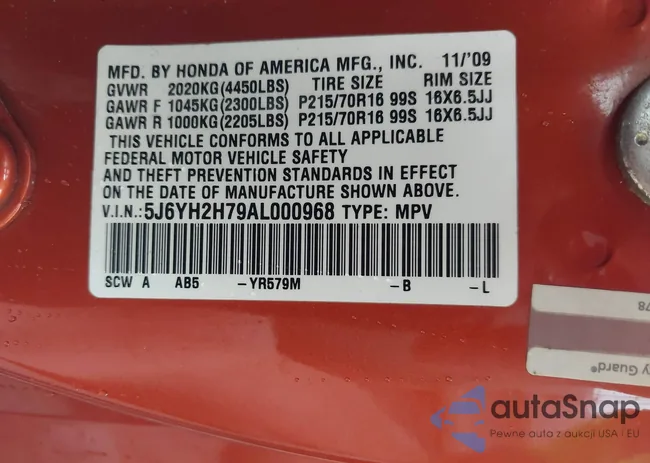 MFD. BY HONDA OF AMERICA MFG., INC. 11/'09
GVWR 2020KG(4450LBS) TIRE SIZE RIM SIZE
GAWR F 1045KG(2300LBS) P215/70R16 99S 16X6.5JJ
GAWR R 1000KG(2205LBS) P215/70R16 99S 16X6.5JJ
THIS VEHICLE CONFORMS TO ALL APPLICABLE
FEDERAL MOTOR VEHICLE SAFETY
AND THEFT PREVENTION STANDARDS IN EFFECT
ON THE DATE OF MANUFACTURE SHOWN ABOVE.
V.I.N.:5J6YH2H79AL000968 TYPE: MPV
SCW A AB5 -YR579M -B -L
78
y Guard®
autaSnap
Pewne auta z aukcji USA i EU